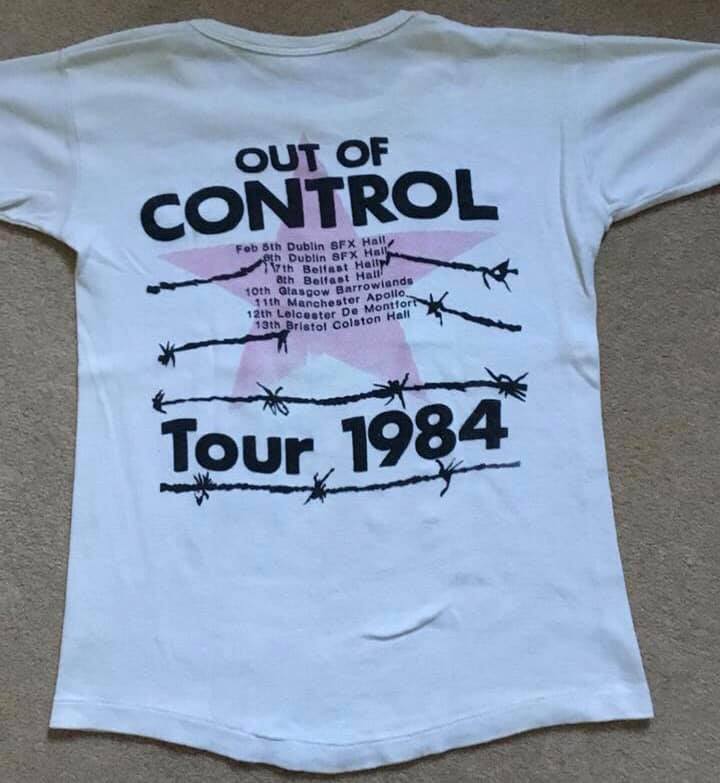 OUT OF
CONTROL
Feb 5th Dublin SFX Hall
6th Dublin SFX Hall
7th Belfast Hall
8th Belfast Hall
10th Glasgow Barrowlands
11th Manchester Apollo
12th Leicester De Montfort
13th Bristol Colston Hall
Tour 1984